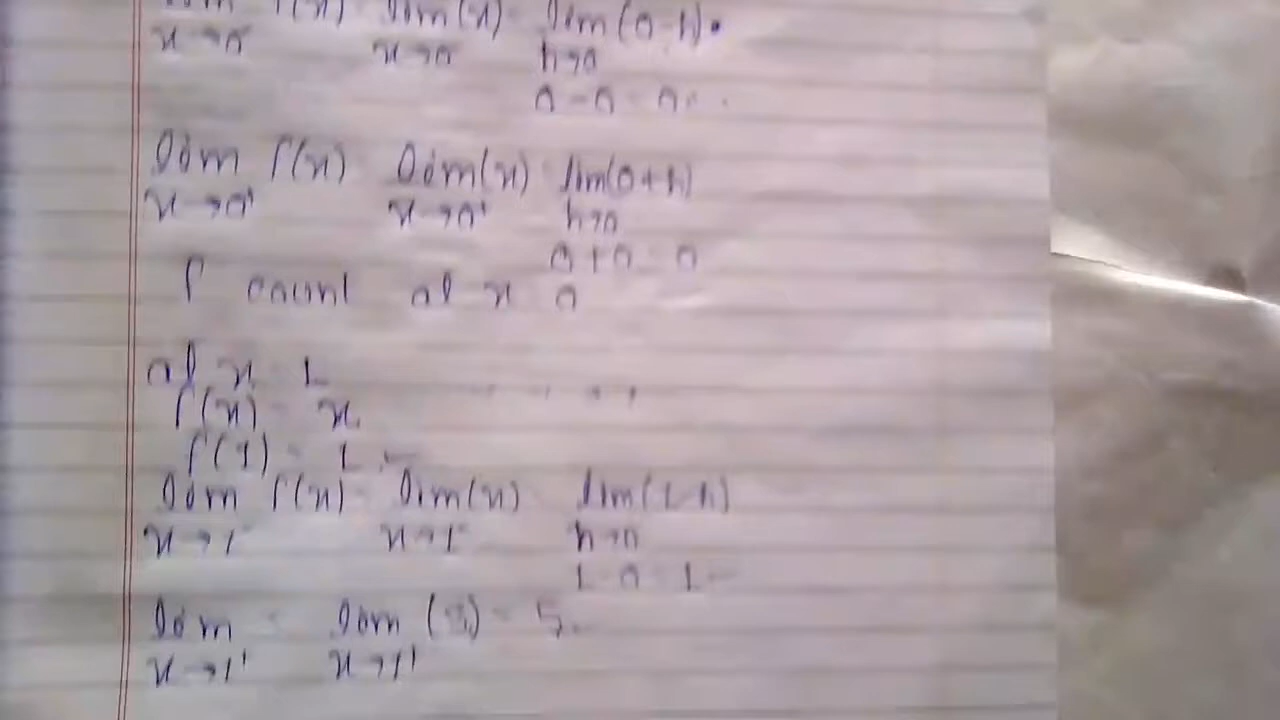 lim f(x) lim(x) lim(0-h).
x→0⁻ x→0⁻ h→0
0-0 0.
lim f(x) lim(x) lim(0+h)
x→0⁺ x→0⁺ h→0
0+0 0
f count at x 0
at x 1
f(x) - x.
f(1) - 1
lim f(x) - lim(x) lim(1-h)
x→1⁻ x→1⁻ h→0
1 0 1
lim - lim (5) - 5.
x→1⁺ x→1⁺